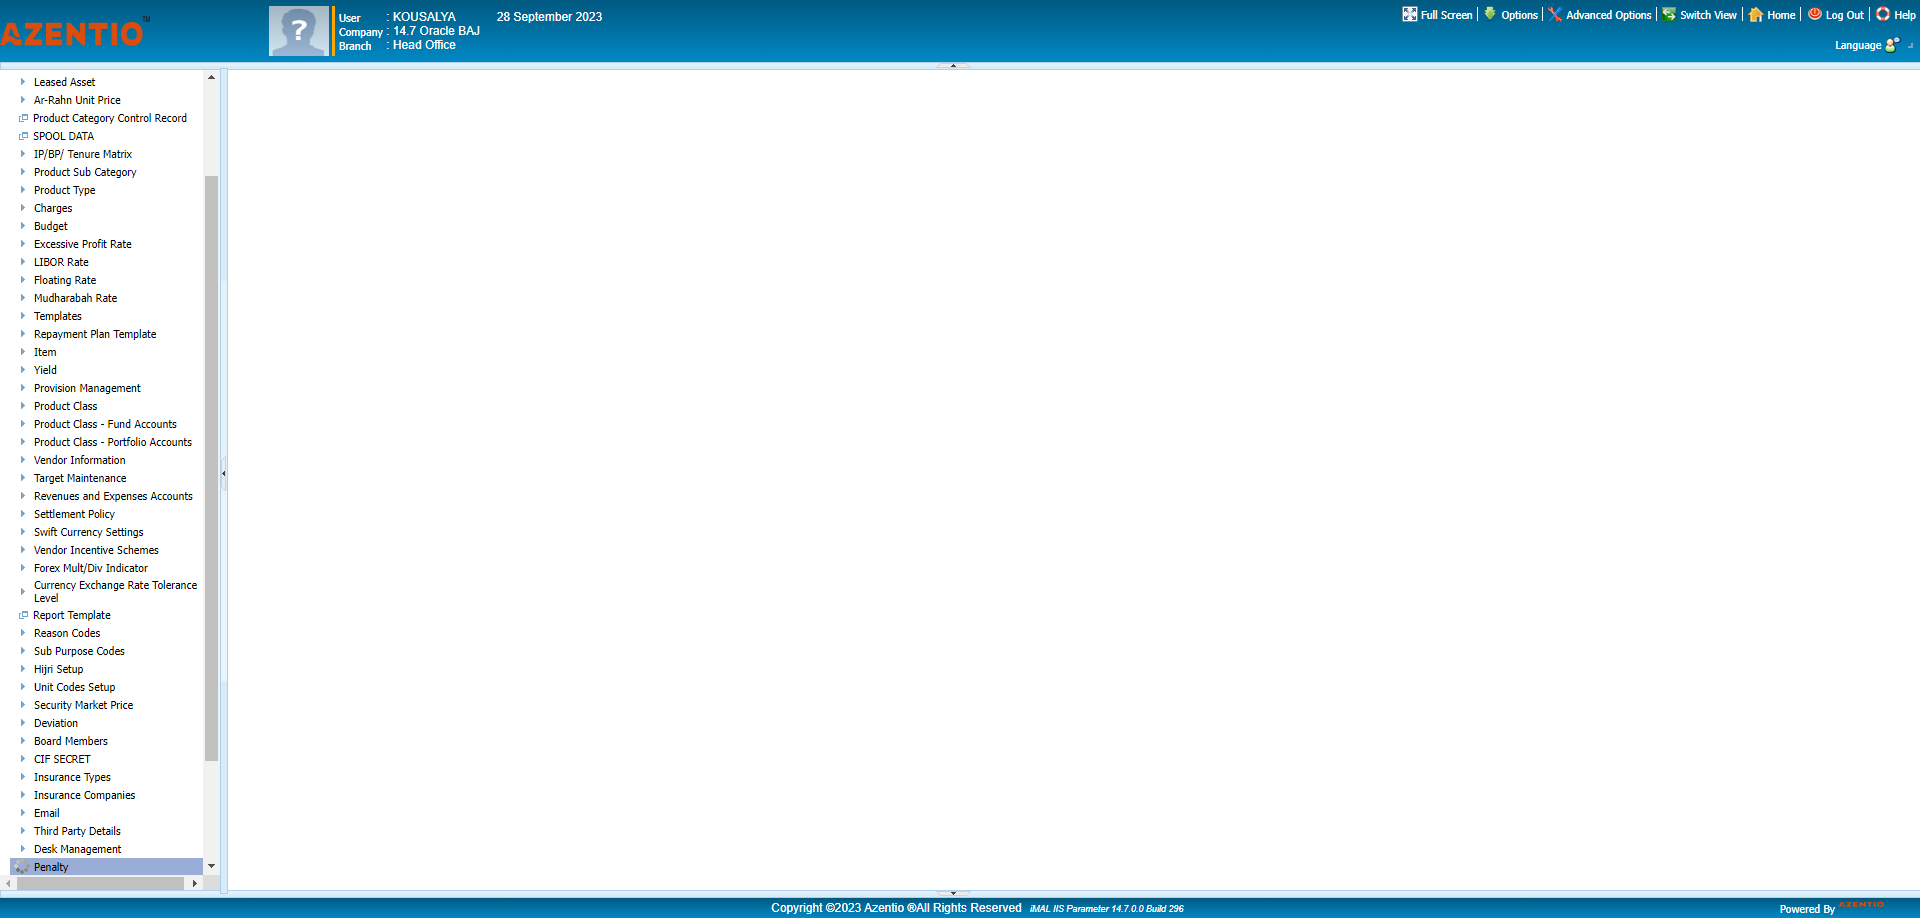 AZENTIO™
User : KOUSALYA 28 September 2023
Company : 14.7 Oracle BAJ
Branch : Head Office
Full Screen Options Advanced Options Switch View Home Log Out Help
Language
Leased Asset
Ar-Rahn Unit Price
Product Category Control Record
SPOOL DATA
IP/BP/ Tenure Matrix
Product Sub Category
Product Type
Charges
Budget
Excessive Profit Rate
LIBOR Rate
Floating Rate
Mudharabah Rate
Templates
Repayment Plan Template
Item
Yield
Provision Management
Product Class
Product Class - Fund Accounts
Product Class - Portfolio Accounts
Vendor Information
Target Maintenance
Revenues and Expenses Accounts
Settlement Policy
Swift Currency Settings
Vendor Incentive Schemes
Forex Mult/Div Indicator
Currency Exchange Rate Tolerance
Level
Report Template
Reason Codes
Sub Purpose Codes
Hijri Setup
Unit Codes Setup
Security Market Price
Deviation
Board Members
CIF SECRET
Insurance Types
Insurance Companies
Email
Third Party Details
Desk Management
Penalty
Copyright ©2023 Azentio ®All Rights Reserved iMAL IIS Parameter 14.7.0.0 Build 296
Powered By AZENTIO